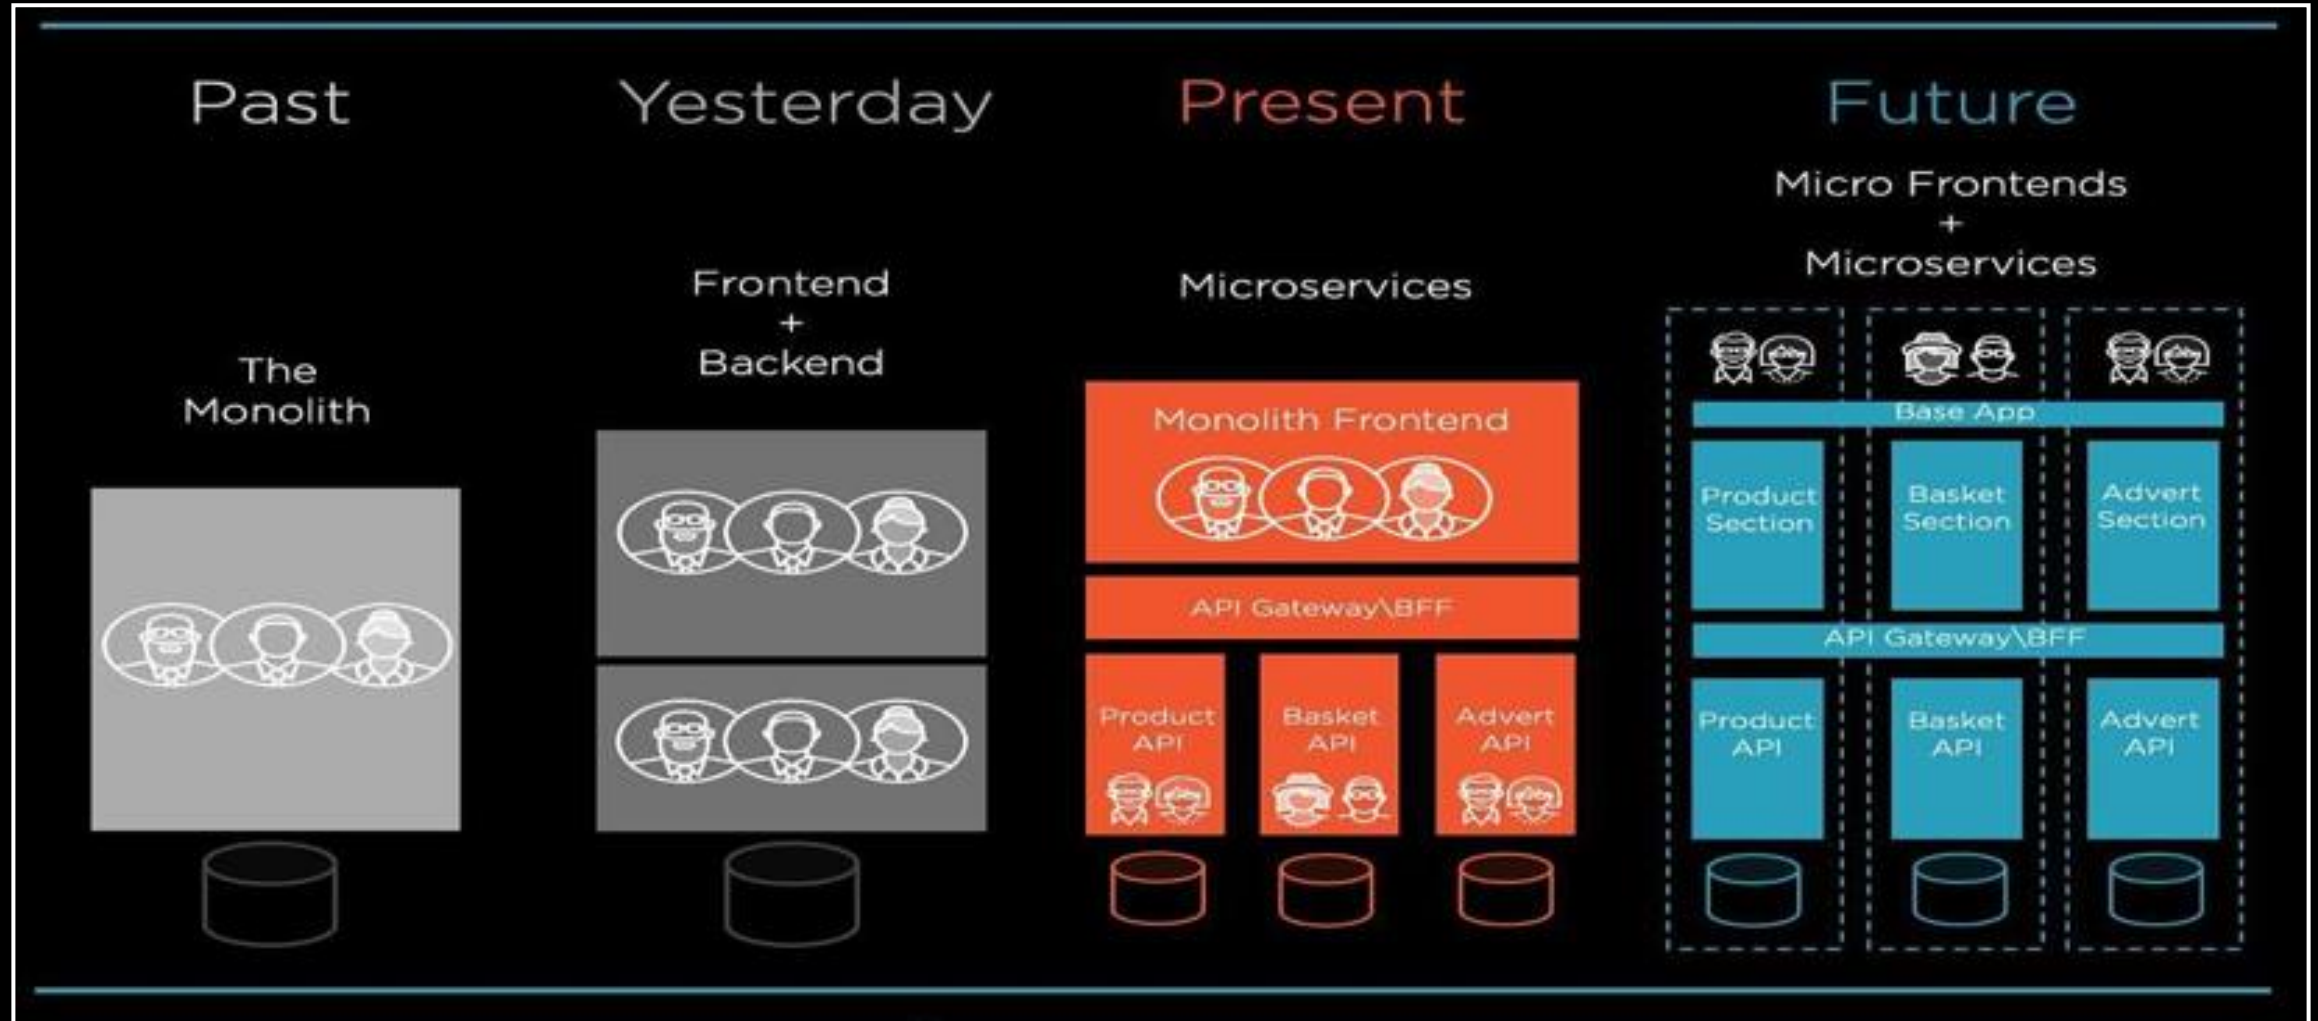 Past
The
Monolith
Yesterday
Frontend
+
Backend
Present
Microservices
Monolith Frontend
API Gateway\BFF
Product
API
Basket
API
Advert
API
Future
Micro Frontends
+
Microservices
Base App
Product
Section
Basket
Section
Advert
Section
API Gateway\BFF
Product
API
Basket
API
Advert
API